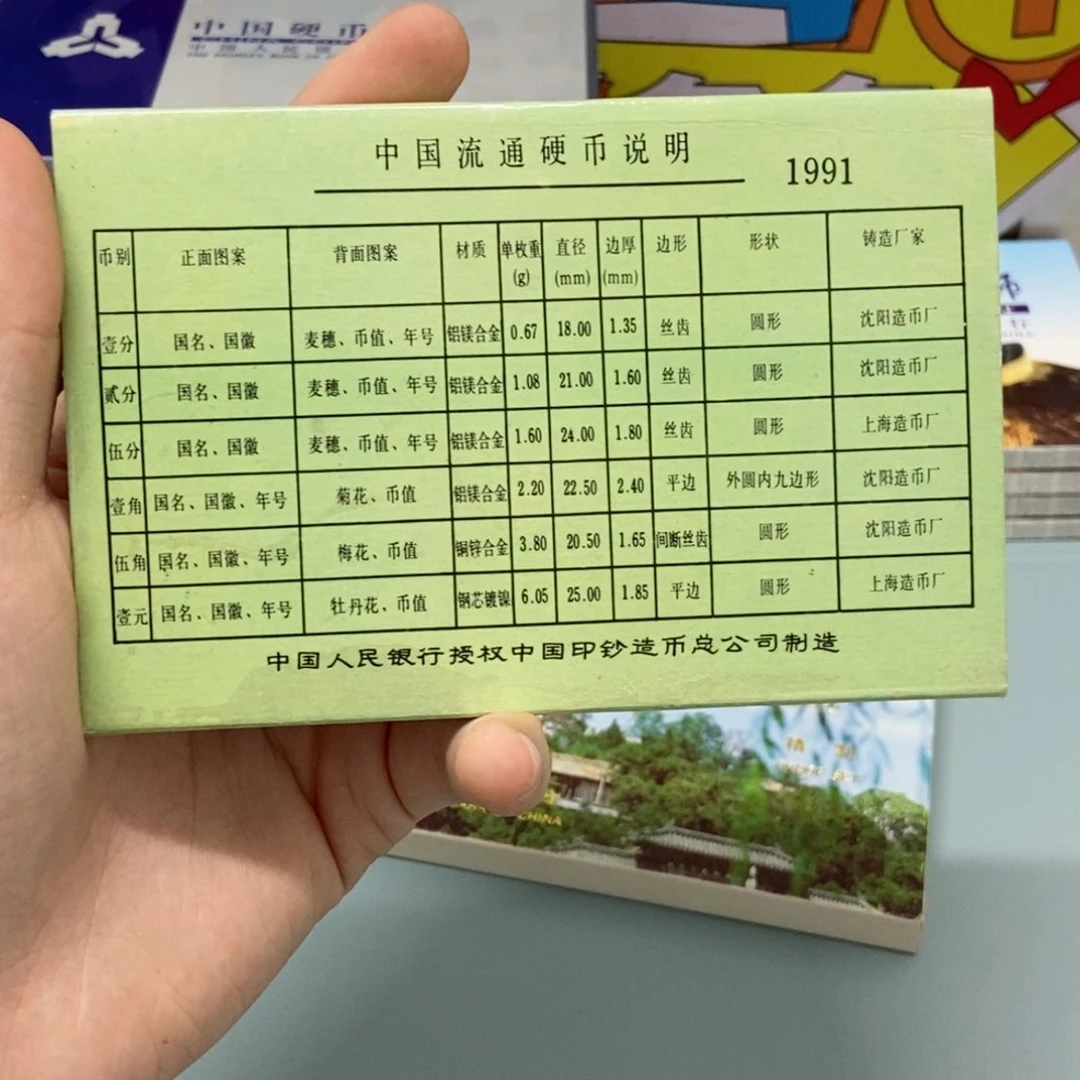 中国硬币
中国人民银
中国流通硬币说明
1991
币别 正面图案 背面图案 材质 单枚重(g) 直径(mm) 边厚(mm) 边形 形状 铸造厂家
壹分 国名、国徽 麦穗、币值、年号 铝镁合金 0.67 18.00 1.35 丝齿 圆形 沈阳造币厂
贰分 国名、国徽 麦穗、币值、年号 铝镁合金 1.08 21.00 1.60 丝齿 圆形 沈阳造币厂
伍分 国名、国徽 麦穗、币值、年号 铝镁合金 1.60 24.00 1.80 丝齿 圆形 上海造币厂
壹角 国名、国徽、年号 菊花、币值 铝镁合金 2.20 22.50 2.40 平边 外圆内九边形 沈阳造币厂
伍角 国名、国徽、年号 梅花、币值 铜锌合金 3.80 20.50 1.65 间断丝齿 圆形 沈阳造币厂
壹元 国名、国徽、年号 牡丹花、币值 钢芯镀镍 6.05 25.00 1.85 平边 圆形 上海造币厂
中国人民银行授权中国印钞造币总公司制造
CHINA